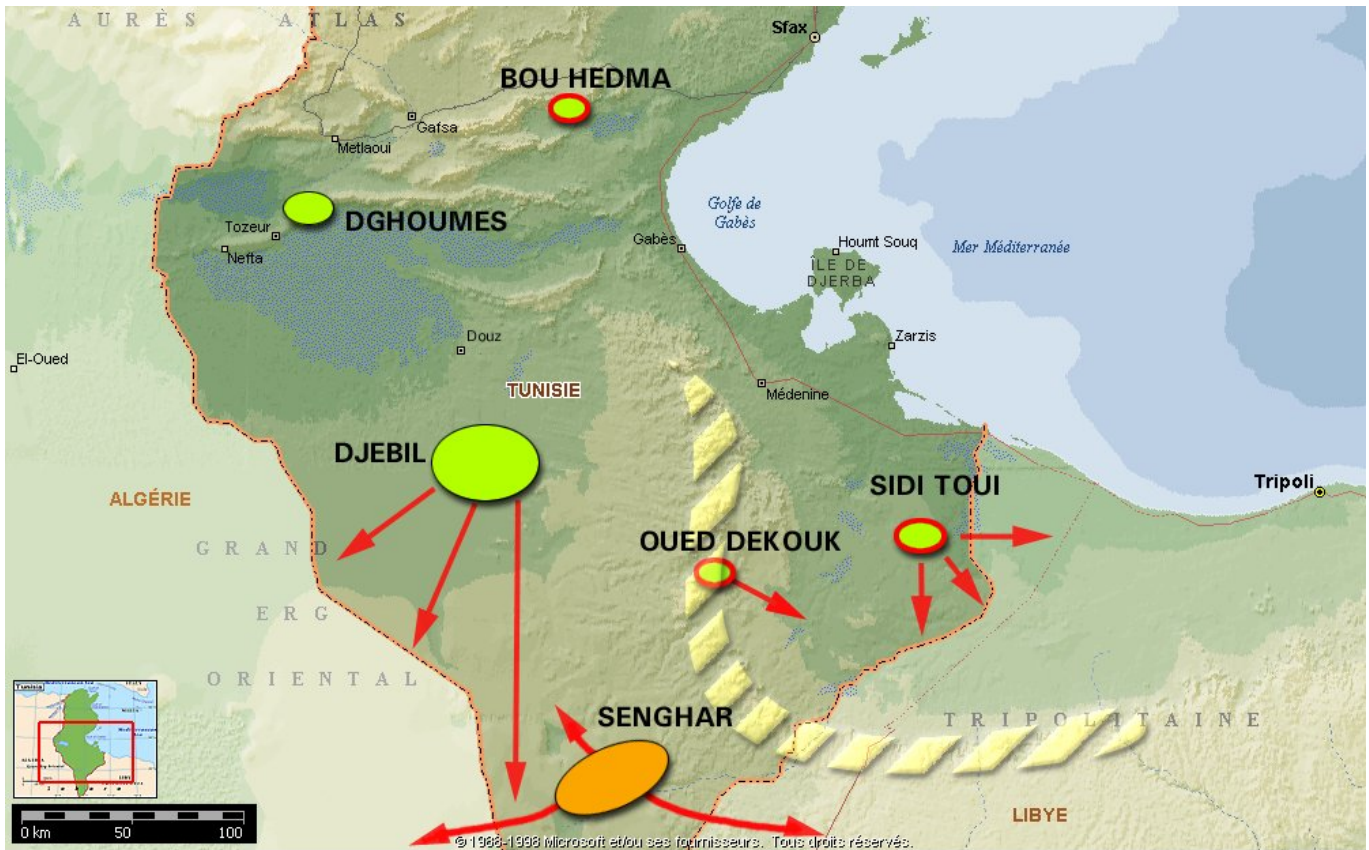 AURÈS ATLAS
Sfax
BOU HEDMA
Gafsa
Metlaoui
DGHOUMES
Tozeur
Nefta
Golfe de
Gabès
Gabès
Houmt Souq
ÎLE DE
DJERBA
Mer Méditerranée
Zarzis
El-Oued
Douz
TUNISIE
Médenine
DJEBIL
ALGÉRIE
SIDI TOUI
Tripoli
OUED DEKOUK
GRAND
ERG
ORIENTAL
Tunisia
SENGHAR
TRIPOLITAINE
LIBYE
0 km 50 100
© 1988-1998 Microsoft et/ou ses fournisseurs. Tous droits réservés.